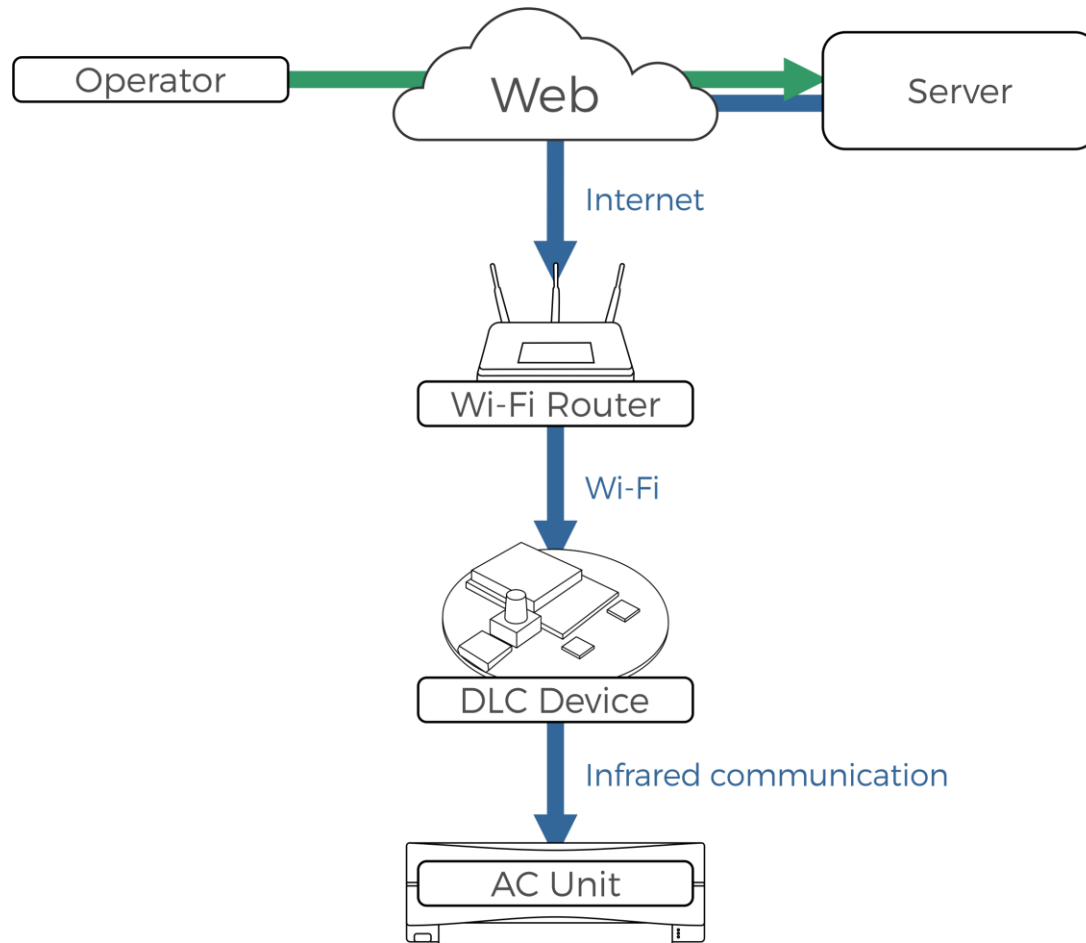 Operator
Web
Server
Internet
Wi-Fi Router
Wi-Fi
DLC Device
Infrared communication
AC Unit